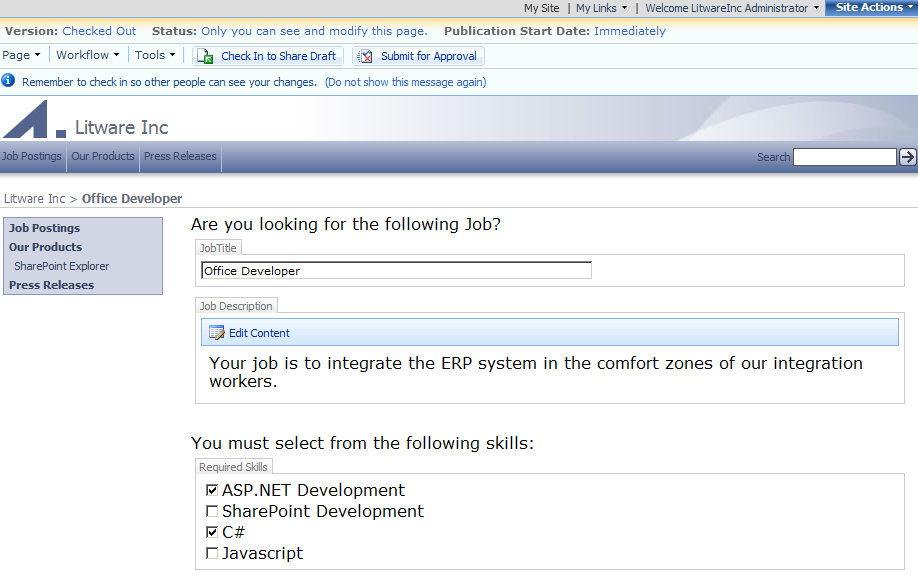 My Site | My Links | Welcome LitwareInc Administrator Site Actions
Version: Checked Out Status: Only you can see and modify this page. Publication Start Date: Immediately
Page Workflow Tools Check In to Share Draft Submit for Approval
Remember to check in so other people can see your changes. (Do not show this message again)
Litware Inc
Job Postings Our Products Press Releases Search
Litware Inc > Office Developer
Job Postings
Our Products
SharePoint Explorer
Press Releases
Are you looking for the following Job?
JobTitle
Office Developer
Job Description
Edit Content
Your job is to integrate the ERP system in the comfort zones of our integration
workers.
You must select from the following skills:
Required Skills
ASP.NET Development
SharePoint Development
C#
Javascript